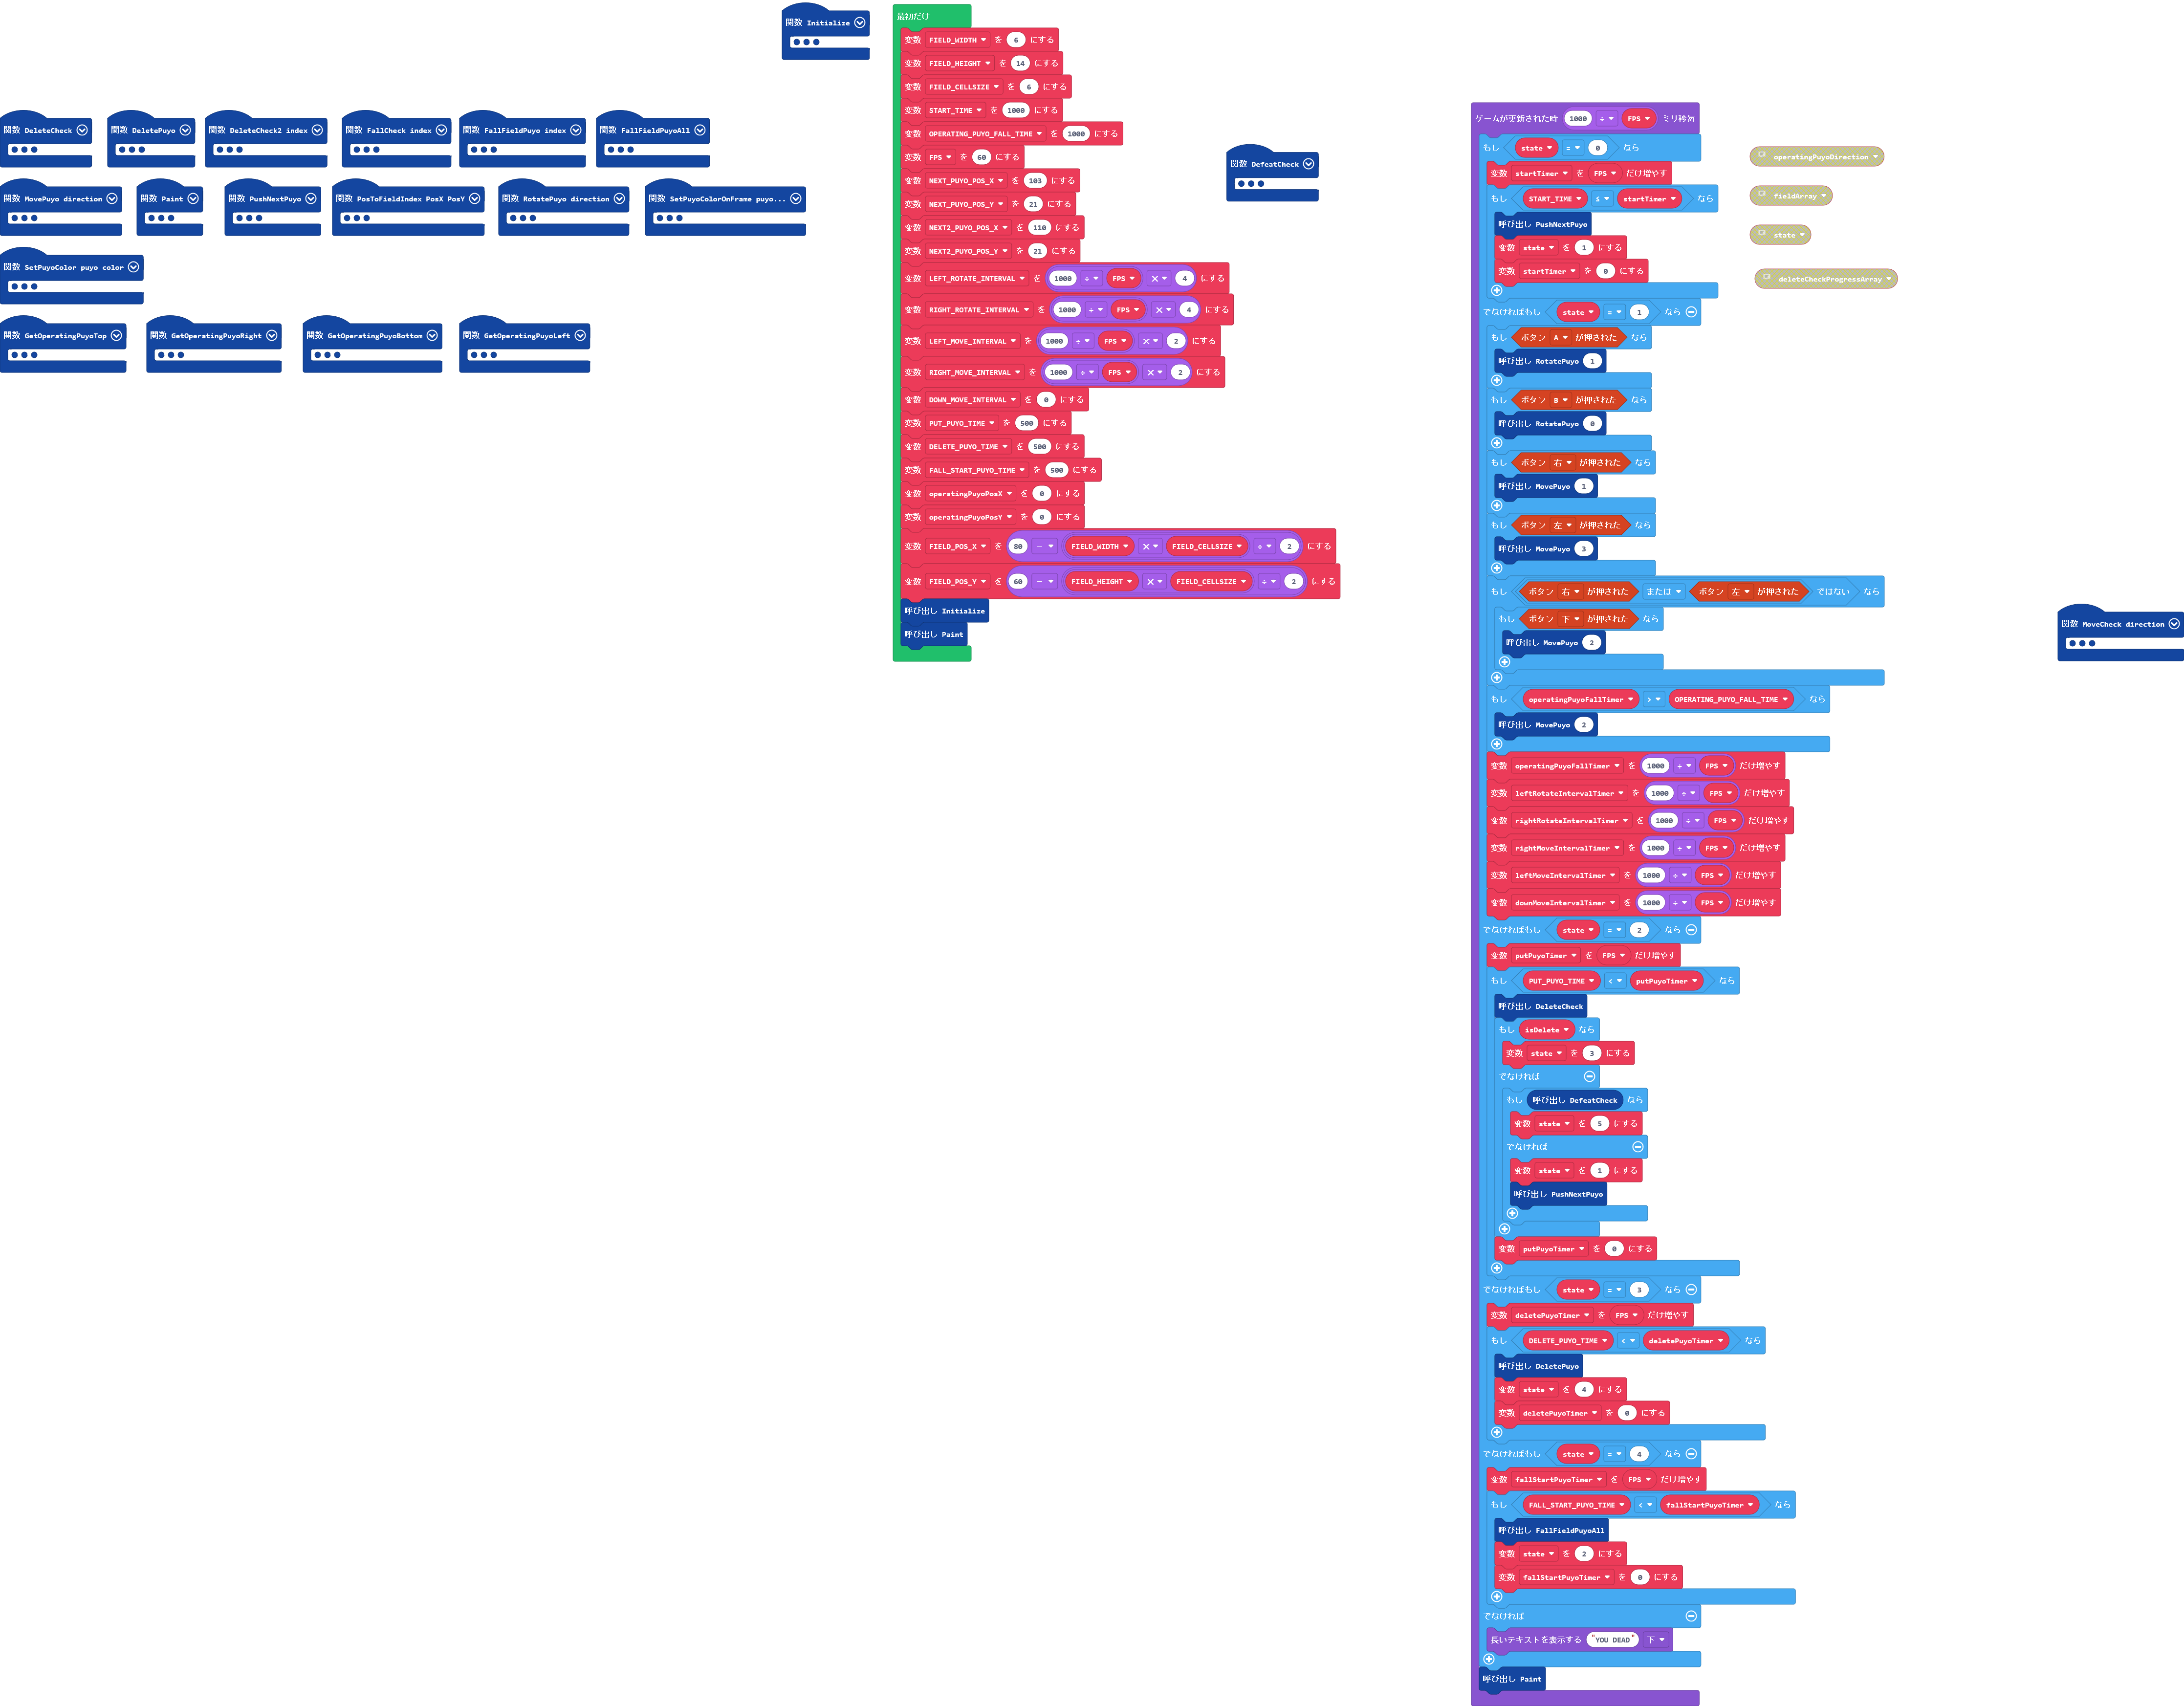 関数 Initialize
関数 DeleteCheck
関数 DeletePuyo
関数 DeleteCheck2 index
関数 FallCheck index
関数 FallFieldPuyo index
関数 FallFieldPuyoAll
関数 MovePuyo direction
関数 Paint
関数 PushNextPuyo
関数 PosToFieldIndex PosX PosY
関数 RotatePuyo direction
関数 SetPuyoColorOnFrame puyo...
関数 SetPuyoColor puyo color
関数 GetOperatingPuyoTop
関数 GetOperatingPuyoRight
関数 GetOperatingPuyoBottom
関数 GetOperatingPuyoLeft
最初だけ
変数 FIELD_WIDTH を 6 にする
変数 FIELD_HEIGHT を 14 にする
変数 FIELD_CELLSIZE を 6 にする
変数 START_TIME を 1000 にする
変数 OPERATING_PUYO_FALL_TIME を 1000 にする
変数 FPS を 60 にする
変数 NEXT_PUYO_POS_X を 103 にする
変数 NEXT_PUYO_POS_Y を 21 にする
変数 NEXT2_PUYO_POS_X を 110 にする
変数 NEXT2_PUYO_POS_Y を 21 にする
変数 LEFT_ROTATE_INTERVAL を 1000 ÷ FPS × 4 にする
変数 RIGHT_ROTATE_INTERVAL を 1000 ÷ FPS × 4 にする
変数 LEFT_MOVE_INTERVAL を 1000 ÷ FPS × 2 にする
変数 RIGHT_MOVE_INTERVAL を 1000 ÷ FPS × 2 にする
変数 DOWN_MOVE_INTERVAL を 0 にする
変数 PUT_PUYO_TIME を 500 にする
変数 DELETE_PUYO_TIME を 500 にする
変数 FALL_START_PUYO_TIME を 500 にする
変数 operatingPuyoPosX を 0 にする
変数 operatingPuyoPosY を 0 にする
変数 FIELD_POS_X を 80 - FIELD_WIDTH × FIELD_CELLSIZE ÷ 2 にする
変数 FIELD_POS_Y を 60 - FIELD_HEIGHT × FIELD_CELLSIZE ÷ 2 にする
呼び出し Initialize
呼び出し Paint
関数 DefeatCheck
ゲームが更新された時 1000 ÷ FPS ミリ秒毎
もし state = 0 なら
変数 startTimer を FPS だけ増やす
もし START_TIME ≤ startTimer なら
呼び出し PushNextPuyo
変数 state を 1 にする
変数 startTimer を 0 にする
でなければもし state = 1 なら
もし ボタン A が押された なら
呼び出し RotatePuyo 1
もし ボタン B が押された なら
呼び出し RotatePuyo 0
もし ボタン 右 が押された なら
呼び出し MovePuyo 1
もし ボタン 左 が押された なら
呼び出し MovePuyo 3
もし ボタン 右 が押された または ボタン 左 が押された ではない なら
もし ボタン 下 が押された なら
呼び出し MovePuyo 2
もし operatingPuyoFallTimer > OPERATING_PUYO_FALL_TIME なら
呼び出し MovePuyo 2
変数 operatingPuyoFallTimer を 1000 ÷ FPS だけ増やす
変数 leftRotateIntervalTimer を 1000 ÷ FPS だけ増やす
変数 rightRotateIntervalTimer を 1000 ÷ FPS だけ増やす
変数 rightMoveIntervalTimer を 1000 ÷ FPS だけ増やす
変数 leftMoveIntervalTimer を 1000 ÷ FPS だけ増やす
変数 downMoveIntervalTimer を 1000 ÷ FPS だけ増やす
でなければもし state = 2 なら
変数 putPuyoTimer を FPS だけ増やす
もし PUT_PUYO_TIME < putPuyoTimer なら
呼び出し DeleteCheck
もし isDelete なら
変数 state を 3 にする
でなければ
もし 呼び出し DefeatCheck なら
変数 state を 5 にする
でなければ
変数 state を 1 にする
呼び出し PushNextPuyo
変数 putPuyoTimer を 0 にする
でなければもし state = 3 なら
変数 deletePuyoTimer を FPS だけ増やす
もし DELETE_PUYO_TIME < deletePuyoTimer なら
呼び出し DeletePuyo
変数 state を 4 にする
変数 deletePuyoTimer を 0 にする
でなければもし state = 4 なら
変数 fallStartPuyoTimer を FPS だけ増やす
もし FALL_START_PUYO_TIME < fallStartPuyoTimer なら
呼び出し FallFieldPuyoAll
変数 state を 2 にする
変数 fallStartPuyoTimer を 0 にする
でなければ
長いテキストを表示する "YOU DEAD" 下
呼び出し Paint
operatingPuyoDirection
fieldArray
state
deleteCheckProgressArray
関数 MoveCheck direction